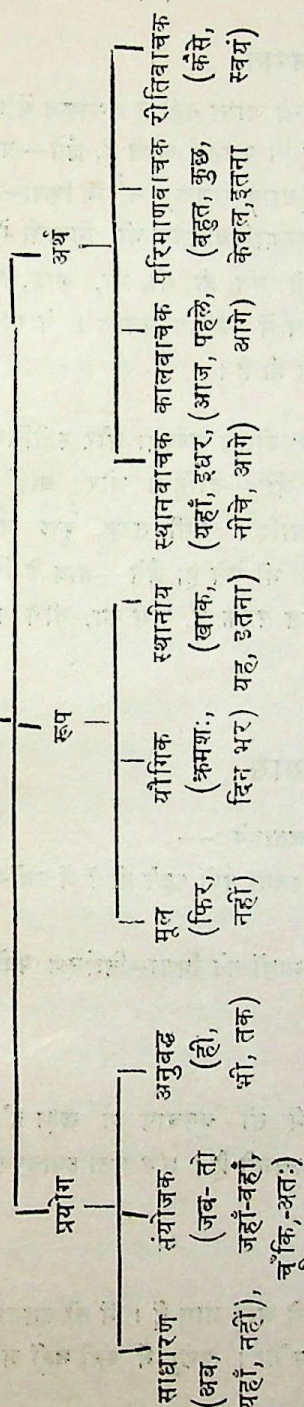 प्रयोग
रूप
अर्थ
साधारण
(अब,
यहाँ, नहीं),
संयोजक
(जब- तो
जहाँ-वहाँ,
चूँकि,-अतः)
अनुबद्ध
(ही,
भी, तक)
मूल
(फिर,
नहीं)
यौगिक
(क्रमशः,
दिन भर)
स्थानीय
(खाक,
यह, इतना)
स्थानवाचक
(यहाँ, इधर,
नीचे, आगे)
कालवाचक
(आज, पहले,
आगे)
परिमाणवाचक
(बहुत, कुछ,
केवल, इतना
रीतिवाचक
(कैसे,
स्वयं)